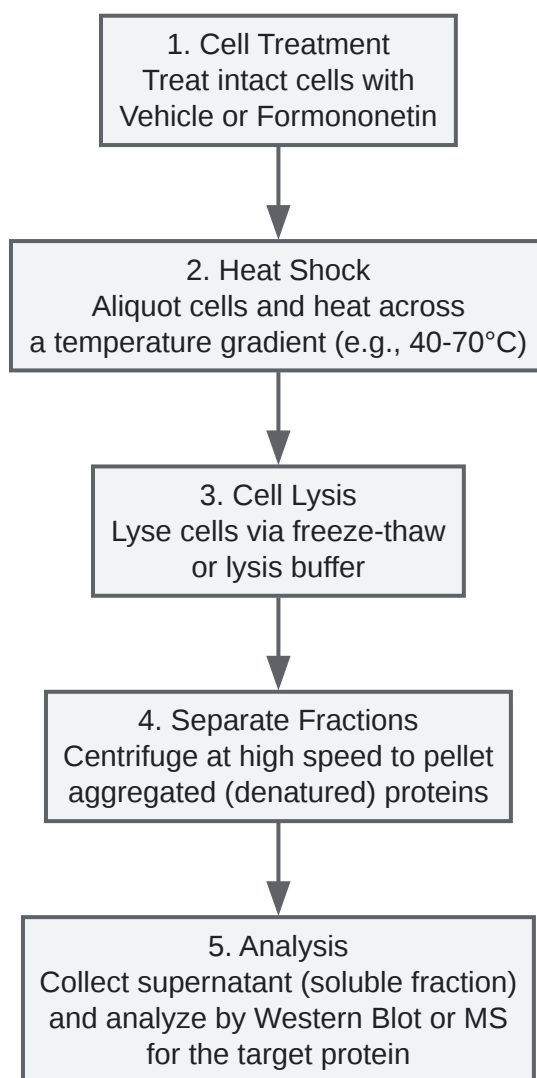 1. Cell Treatment
Treat intact cells with
Vehicle or Formononetin
2. Heat Shock
Aliquot cells and heat across
a temperature gradient (e.g., 40-70°C)
3. Cell Lysis
Lyse cells via freeze-thaw
or lysis buffer
4. Separate Fractions
Centrifuge at high speed to pellet
aggregated (denatured) proteins
5. Analysis
Collect supernatant (soluble fraction)
and analyze by Western Blot or MS
for the target protein